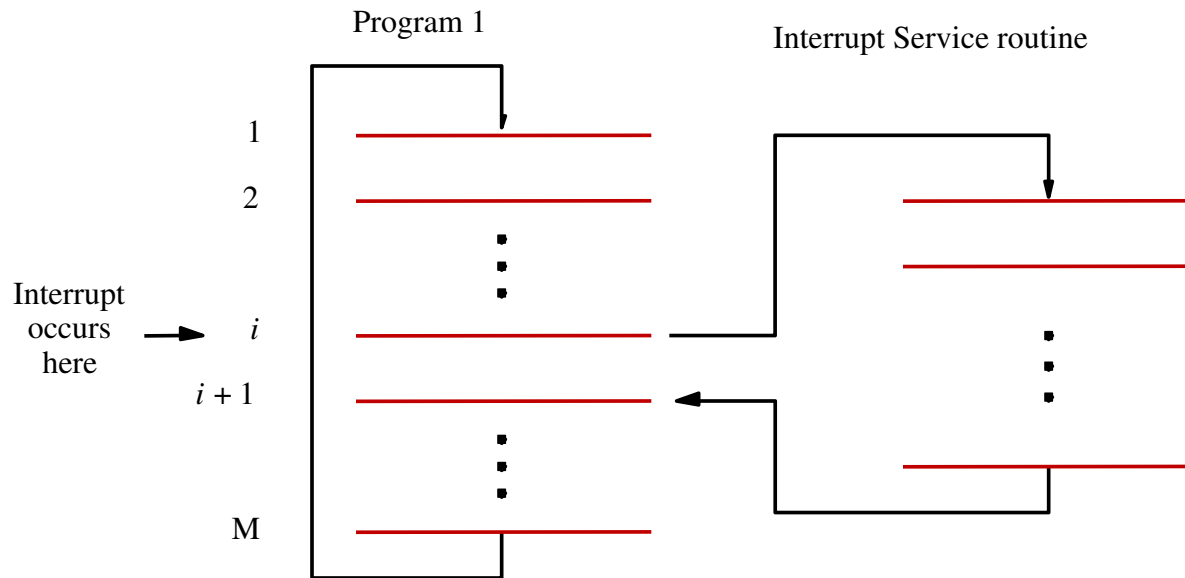 Program 1
Interrupt Service routine
1
2
Interrupt
occurs
here
i
i + 1
M